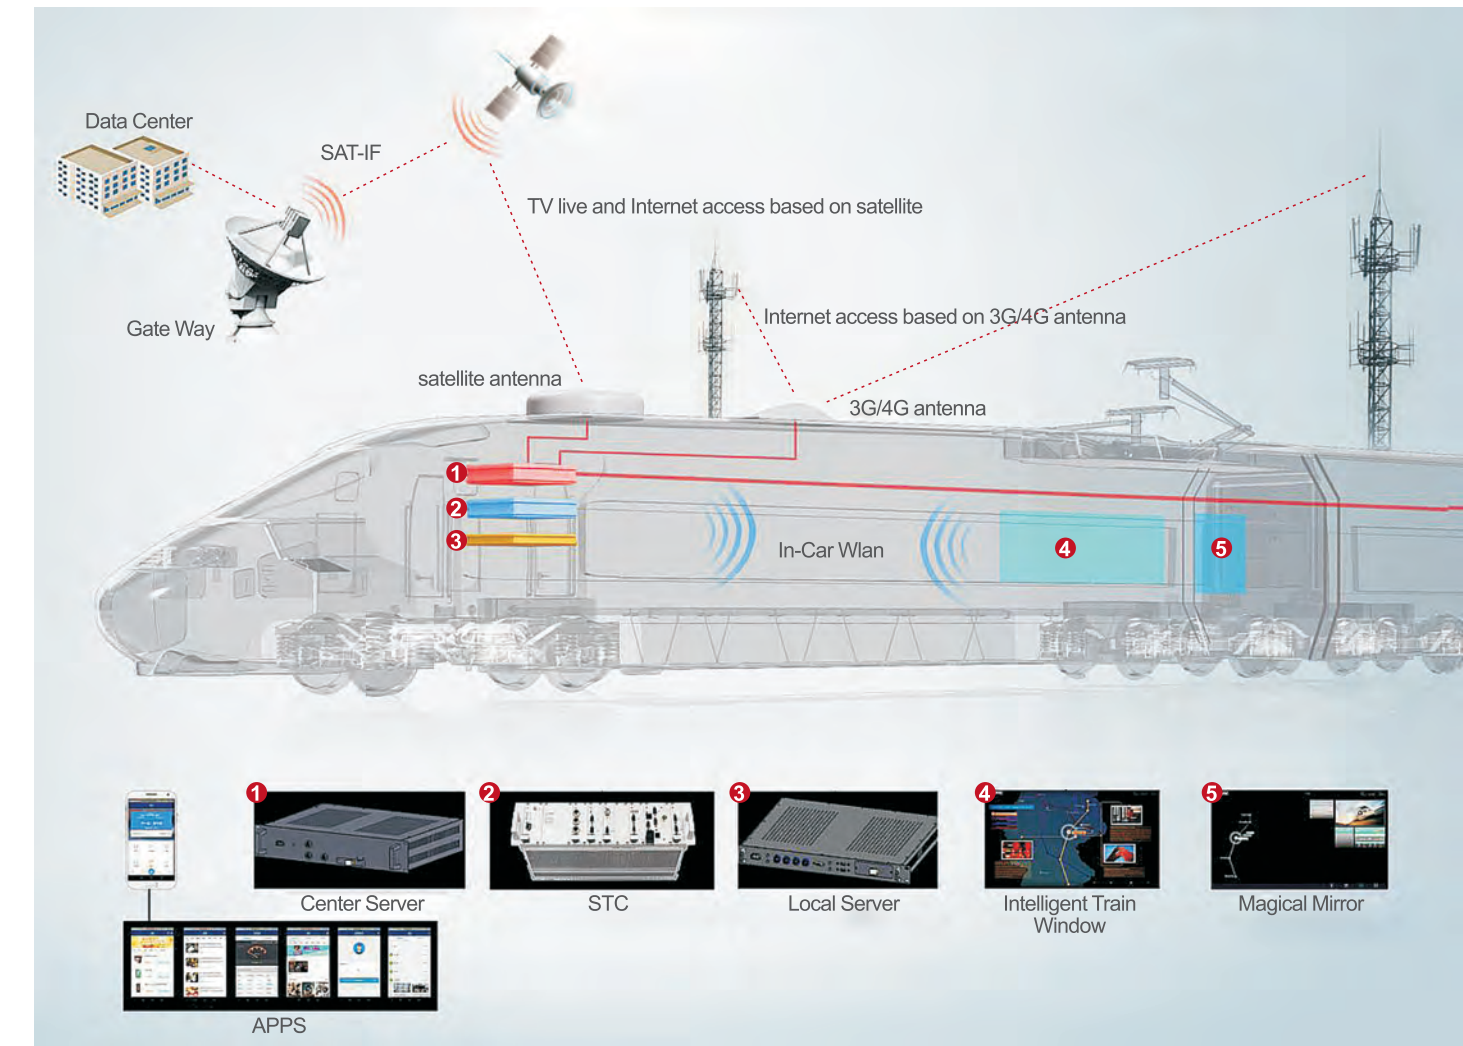 Data Center
SAT-IF
TV live and Internet access based on satellite
Gate Way
Internet access based on 3G/4G antenna
satellite antenna
3G/4G antenna
1
2
3
In-Car Wlan
4
5
1
2
3
4
5
Center Server
STC
Local Server
Intelligent Train
Window
Magical Mirror
APPS